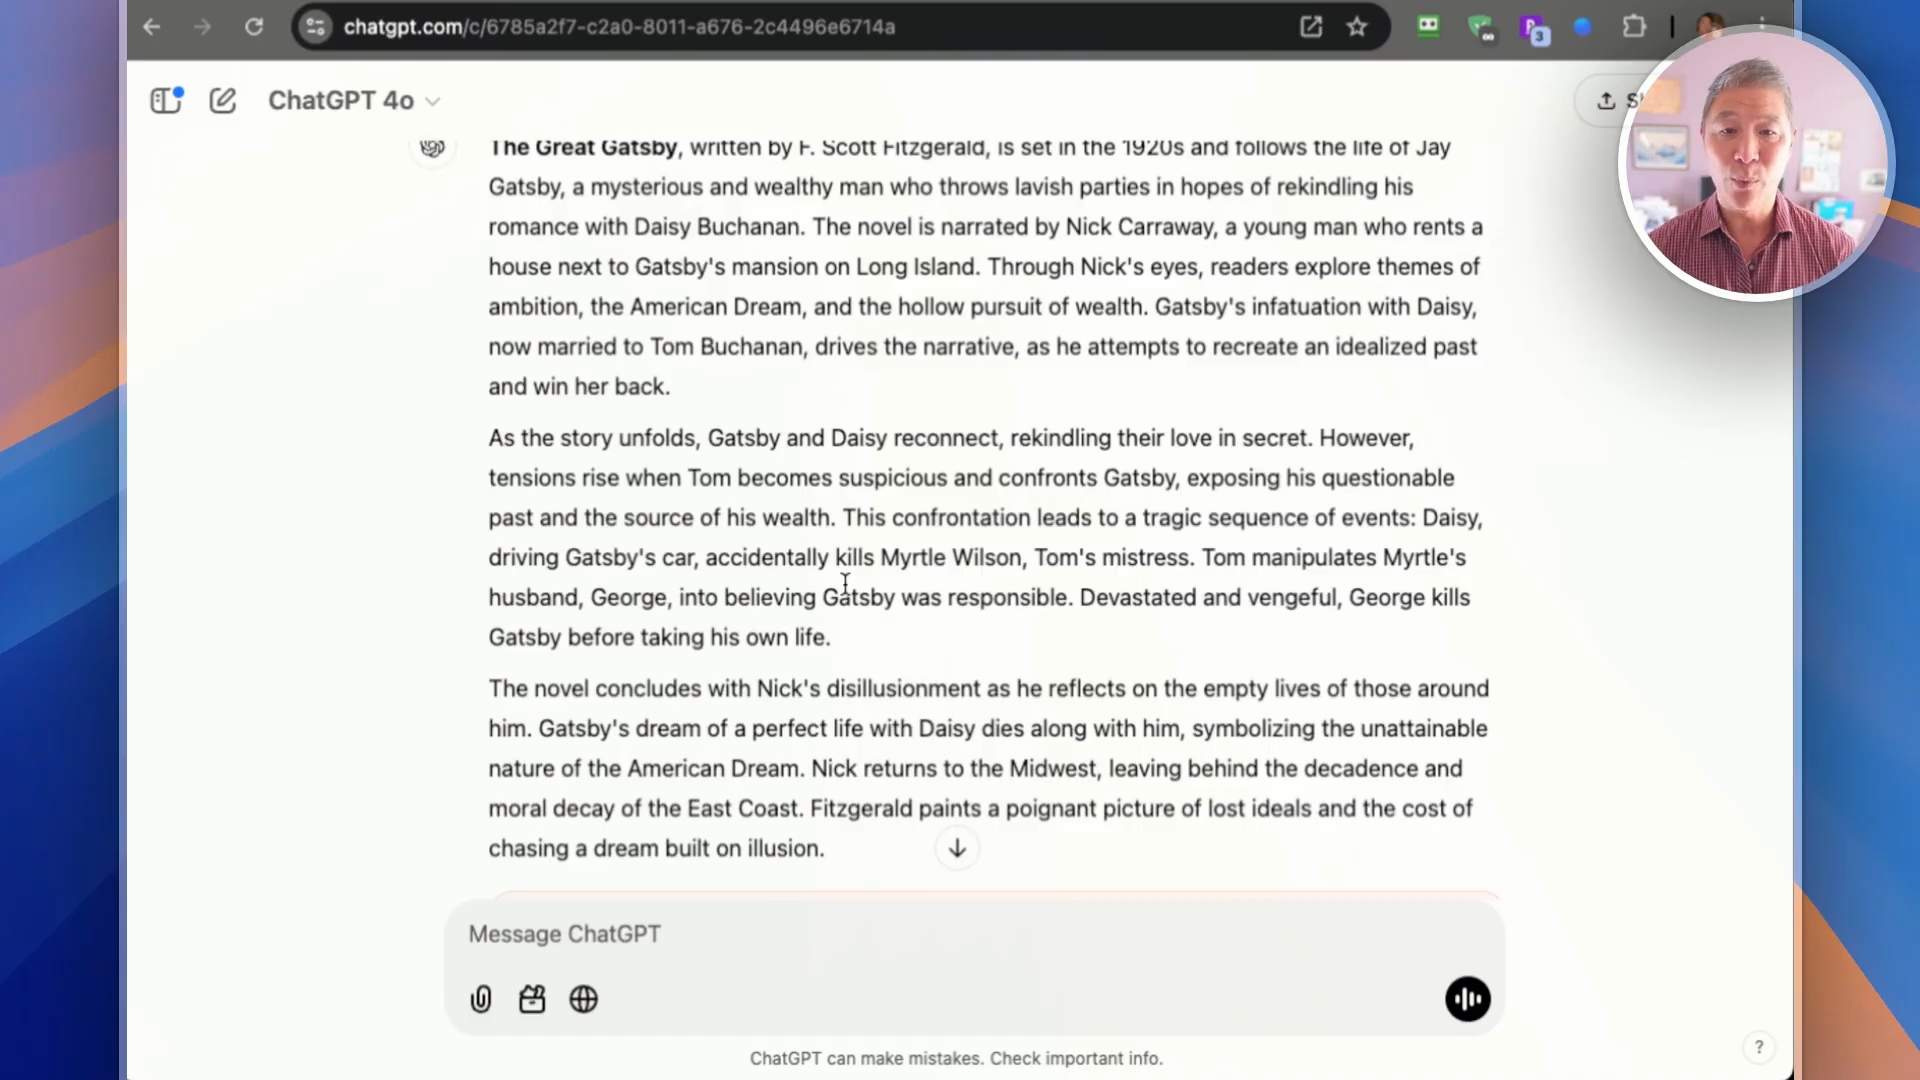 chatgpt.com/c/6785a2f7-c2a0-8011-a676-2c4496e6714a
3
ChatGPT 4o
The Great Gatsby, written by F. Scott Fitzgerald, is set in the 1920s and follows the life of Jay
Gatsby, a mysterious and wealthy man who throws lavish parties in hopes of rekindling his
romance with Daisy Buchanan. The novel is narrated by Nick Carraway, a young man who rents a
house next to Gatsby's mansion on Long Island. Through Nick's eyes, readers explore themes of
ambition, the American Dream, and the hollow pursuit of wealth. Gatsby's infatuation with Daisy,
now married to Tom Buchanan, drives the narrative, as he attempts to recreate an idealized past
and win her back.
As the story unfolds, Gatsby and Daisy reconnect, rekindling their love in secret. However,
tensions rise when Tom becomes suspicious and confronts Gatsby, exposing his questionable
past and the source of his wealth. This confrontation leads to a tragic sequence of events: Daisy,
driving Gatsby's car, accidentally kills Myrtle Wilson, Tom's mistress. Tom manipulates Myrtle's
husband, George, into believing Gatsby was responsible. Devastated and vengeful, George kills
Gatsby before taking his own life.
The novel concludes with Nick's disillusionment as he reflects on the empty lives of those around
him. Gatsby's dream of a perfect life with Daisy dies along with him, symbolizing the unattainable
nature of the American Dream. Nick returns to the Midwest, leaving behind the decadence and
moral decay of the East Coast. Fitzgerald paints a poignant picture of lost ideals and the cost of
chasing a dream built on illusion.
Message ChatGPT
ChatGPT can make mistakes. Check important info.
?